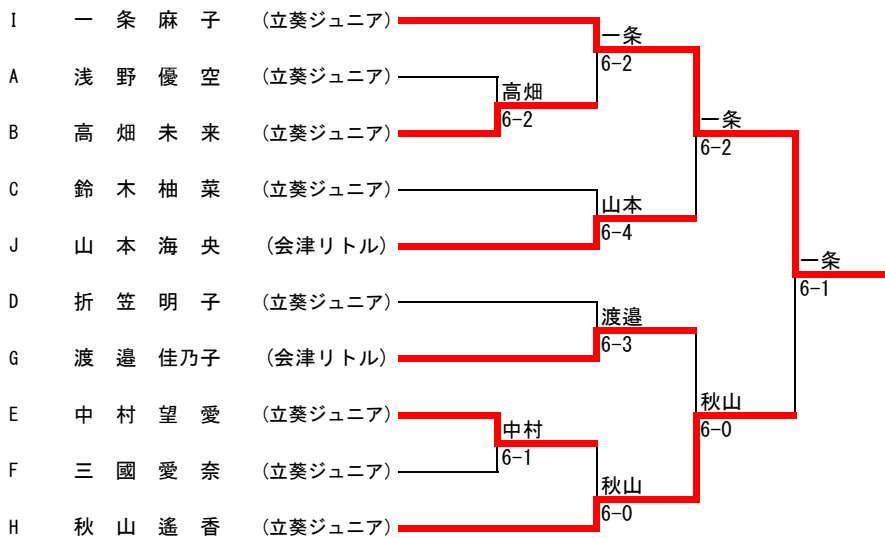 I 一条麻子 (立葵ジュニア)
一条
6-2
A 浅野優空 (立葵ジュニア)
高畑
6-2
B 高畑未来 (立葵ジュニア)
一条
6-2
C 鈴木柚菜 (立葵ジュニア)
山本
6-4
J 山本海央 (会津リトル)
一条
6-1
D 折笠明子 (立葵ジュニア)
渡邉
6-3
G 渡邉佳乃子 (会津リトル)
E 中村望愛 (立葵ジュニア)
秋山
6-0
中村
6-1
F 三國愛奈 (立葵ジュニア)
秋山
6-0
H 秋山遙香 (立葵ジュニア)